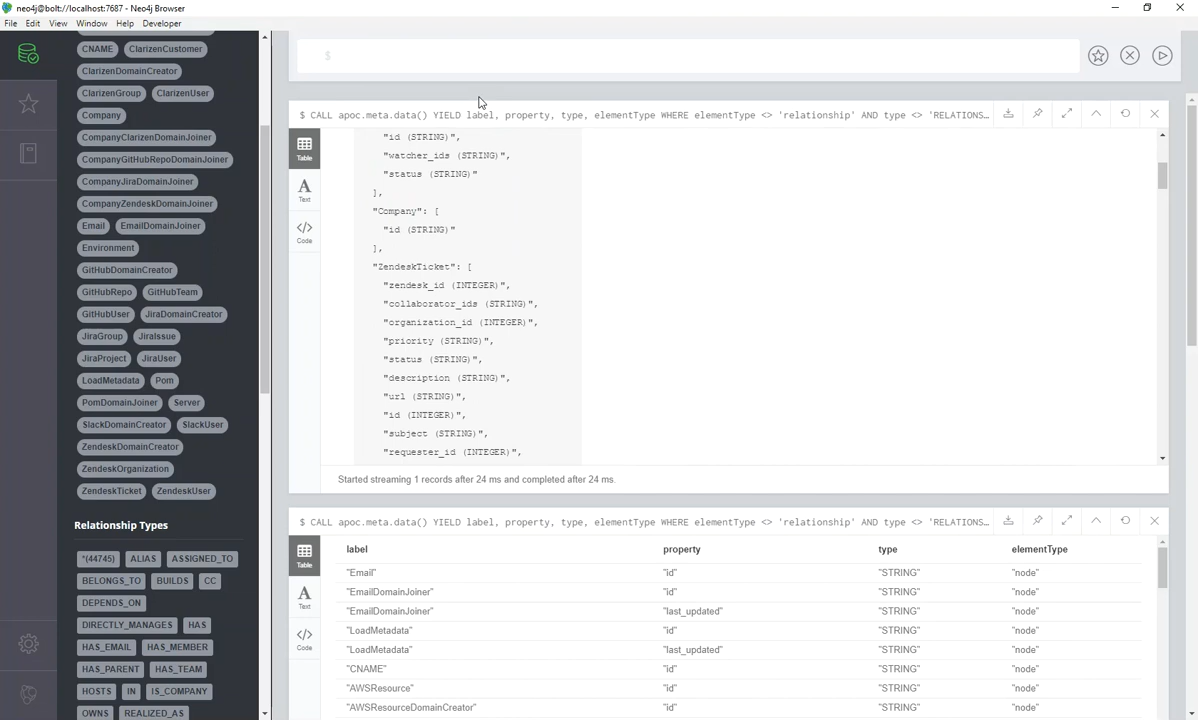 neo4j@bolt://localhost:7687 - Neo4j Browser
File Edit View Window Help Developer
CNAME ClarizenCustomer
ClarizenDomainCreator
ClarizenGroup ClarizenUser
Company
CompanyClarizenDomainJoiner
CompanyGitHubRepoDomainJoiner
CompanyJiraDomainJoiner
CompanyZendeskDomainJoiner
Email EmailDomainJoiner
Environment
GitHubDomainCreator
GitHubRepo GitHubTeam
GitHubUser JiraDomainCreator
JiraGroup JiraIssue
JiraProject JiraUser
LoadMetadata Pom
PomDomainJoiner Server
SlackDomainCreator SlackUser
ZendeskDomainCreator
ZendeskOrganization
ZendeskTicket ZendeskUser
Relationship Types
*(44745) ALIAS ASSIGNED_TO
BELONGS_TO BUILDS CC
DEPENDS_ON
DIRECTLY_MANAGES HAS
HAS_EMAIL HAS_MEMBER
HAS_PARENT HAS_TEAM
HOSTS IN IS_COMPANY
OWNS REALIZED_AS
$
$ CALL apoc.meta.data() YIELD label, property, type, elementType WHERE elementType <> 'relationship' AND type <> 'RELATIONS…
Table
Text
Code
"id (STRING)",
"watcher_ids (STRING)",
"status (STRING)"
],
"Company": [
"id (STRING)"
],
"ZendeskTicket": [
"zendesk_id (INTEGER)",
"collaborator_ids (STRING)",
"organization_id (INTEGER)",
"priority (STRING)",
"status (STRING)",
"description (STRING)",
"url (STRING)",
"id (INTEGER)",
"subject (STRING)",
"requester_id (INTEGER)",
Started streaming 1 records after 24 ms and completed after 24 ms.
$ CALL apoc.meta.data() YIELD label, property, type, elementType WHERE elementType <> 'relationship' AND type <> 'RELATIONS…
Table
Text
Code
label property type elementType
"Email" "id" "STRING" "node"
"EmailDomainJoiner" "id" "STRING" "node"
"EmailDomainJoiner" "last_updated" "STRING" "node"
"LoadMetadata" "id" "STRING" "node"
"LoadMetadata" "last_updated" "STRING" "node"
"CNAME" "id" "STRING" "node"
"AWSResource" "id" "STRING" "node"
"AWSResourceDomainCreator" "id" "STRING" "node"